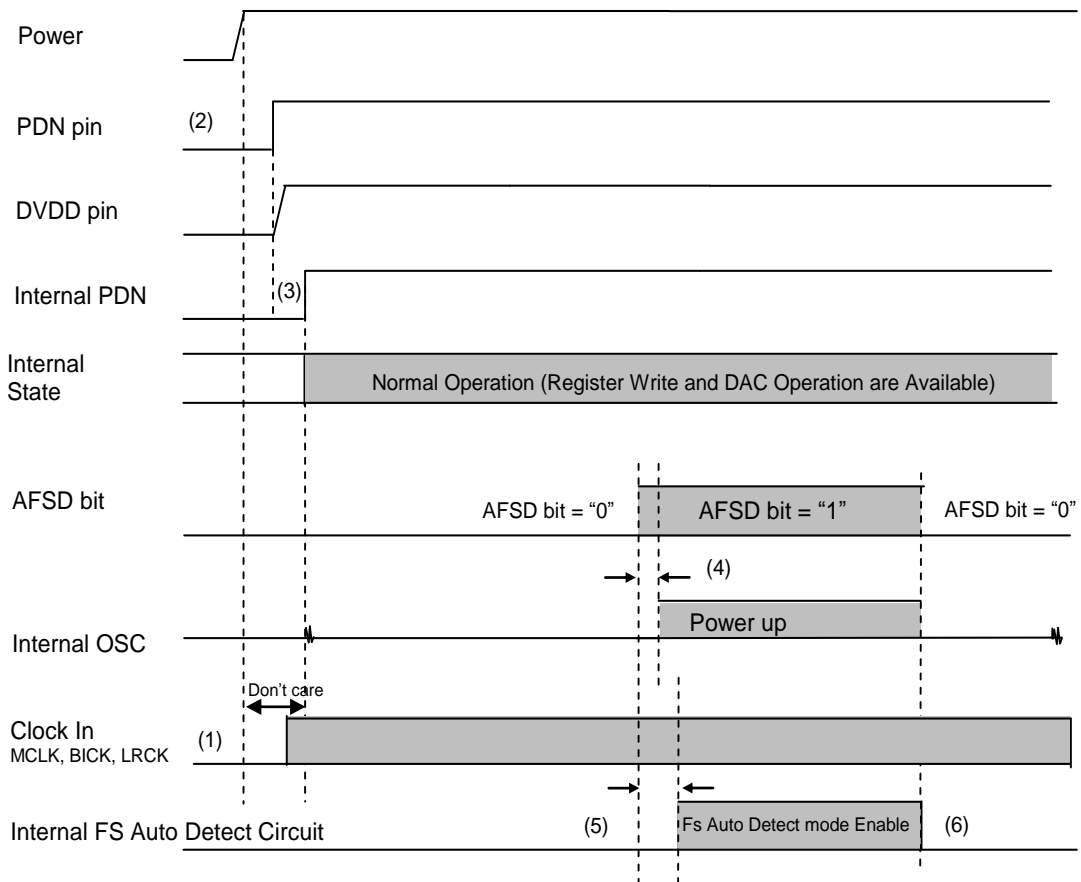 Power
PDN pin
(2)
DVDD pin
Internal PDN
(3)
Internal
State
Normal Operation (Register Write and DAC Operation are Available)
AFSD bit
AFSD bit = “0”
AFSD bit = “1”
AFSD bit = “0”
(4)
Internal OSC
Power up
Don’t care
Clock In
MCLK, BICK, LRCK
(1)
Internal FS Auto Detect Circuit
(5)
Fs Auto Detect mode Enable
(6)